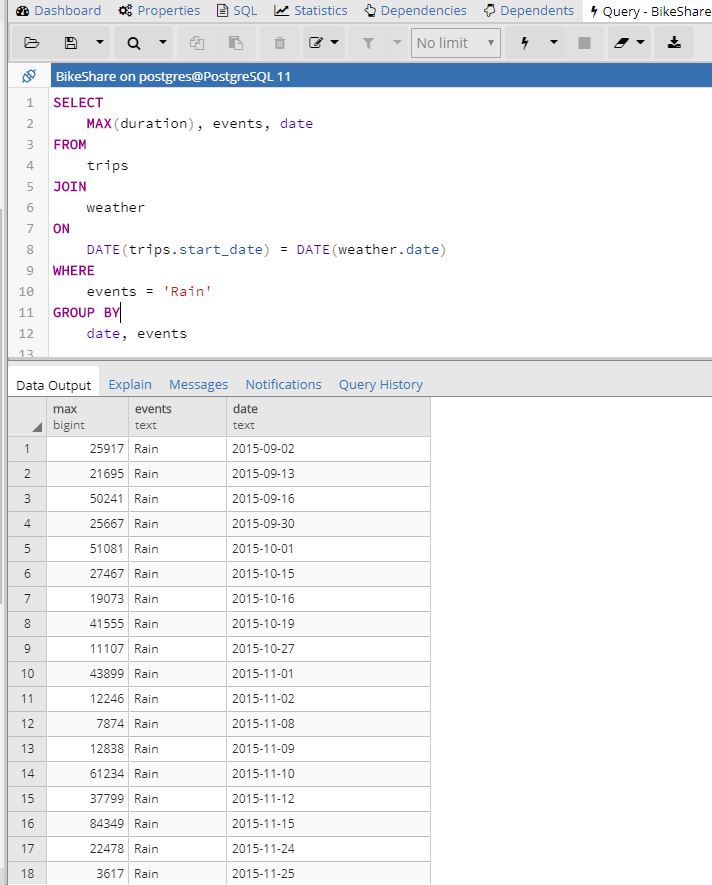 Dashboard Properties SQL Statistics Dependencies Dependents Query - BikeShare
No limit
BikeShare on postgres@PostgreSQL 11
1 SELECT
2 MAX(duration), events, date
3 FROM
4 trips
5 JOIN
6 weather
7 ON
8 DATE(trips.start_date) = DATE(weather.date)
9 WHERE
10 events = 'Rain'
11 GROUP BY
12 date, events
13
Data Output Explain Messages Notifications Query History
max events date
bigint text text
1 25917 Rain 2015-09-02
2 21695 Rain 2015-09-13
3 50241 Rain 2015-09-16
4 25667 Rain 2015-09-30
5 51081 Rain 2015-10-01
6 27467 Rain 2015-10-15
7 19073 Rain 2015-10-16
8 41555 Rain 2015-10-19
9 11107 Rain 2015-10-27
10 43899 Rain 2015-11-01
11 12246 Rain 2015-11-02
12 7874 Rain 2015-11-08
13 12838 Rain 2015-11-09
14 61234 Rain 2015-11-10
15 37799 Rain 2015-11-12
16 84349 Rain 2015-11-15
17 22478 Rain 2015-11-24
18 3617 Rain 2015-11-25